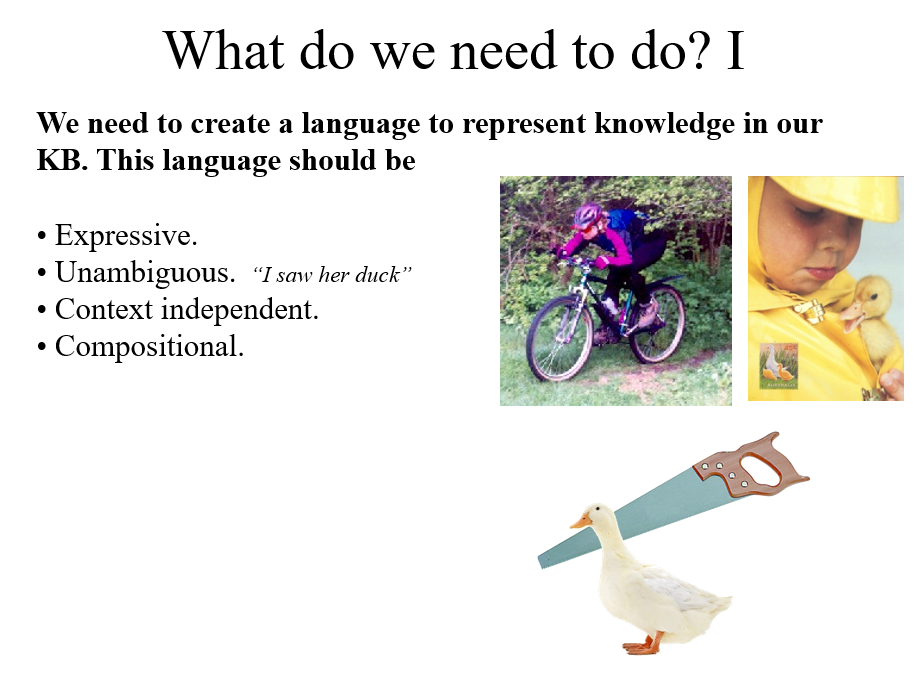 What do we need to do? I
We need to create a language to represent knowledge in our
KB. This language should be
• Expressive.
• Unambiguous. “I saw her duck”
• Context independent.
• Compositional.
AUSTRALIA